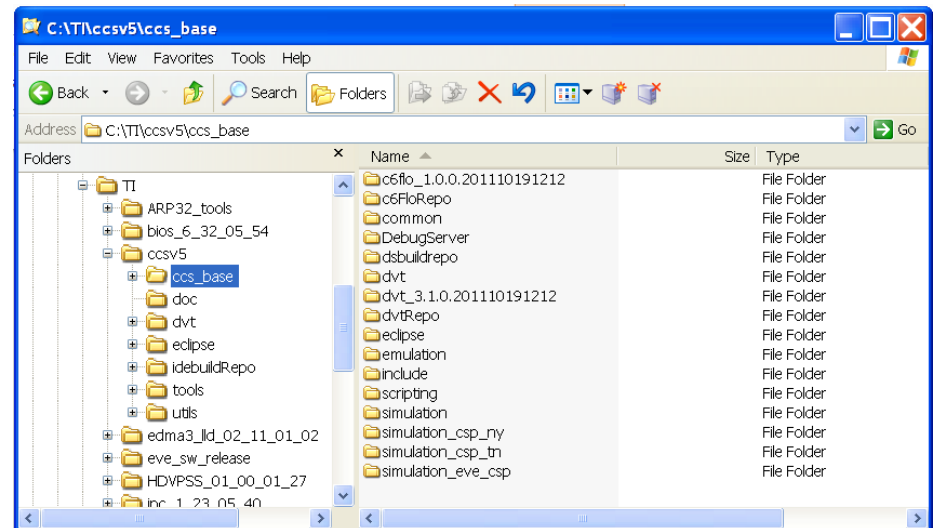 C:\TI\ccsv5\ccs_base
File Edit View Favorites Tools Help
Back Search Folders
Address C:\TI\ccsv5\ccs_base Go
Folders
Name Size Type
TI
ARP32_tools
bios_6_32_05_54
ccsv5
ccs_base
doc
dvt
eclipse
idebuildRepo
tools
utils
edma3_lld_02_11_01_02
eve_sw_release
HDVPSS_01_00_01_27
ipc_1_23_05_40
c6flo_1.0.0.201110191212 File Folder
c6FloRepo File Folder
common File Folder
DebugServer File Folder
dsbuildrepo File Folder
dvt File Folder
dvt_3.1.0.201110191212 File Folder
dvtRepo File Folder
eclipse File Folder
emulation File Folder
include File Folder
scripting File Folder
simulation File Folder
simulation_csp_ny File Folder
simulation_csp_tn File Folder
simulation_eve_csp File Folder